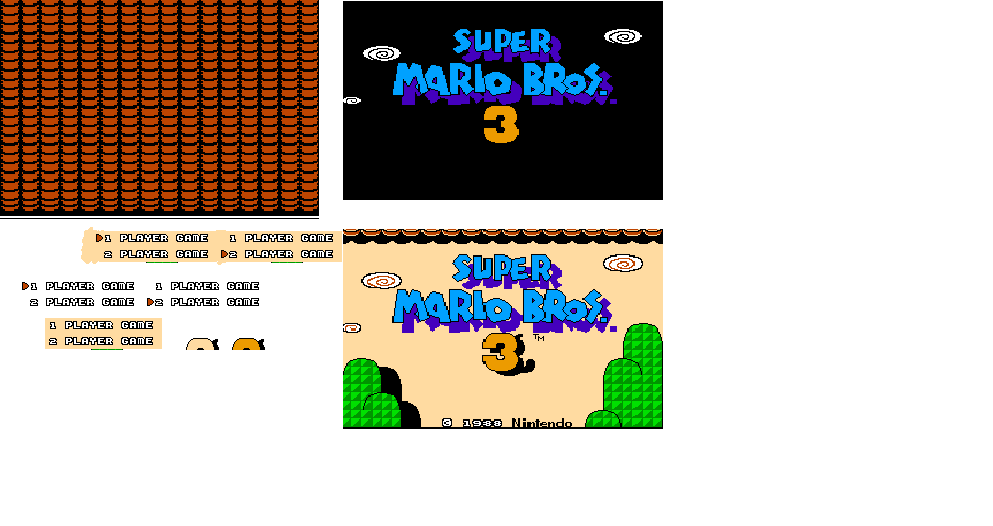 SUPER
MARIO BROS.
3
1 PLAYER GAME 1 PLAYER GAME
2 PLAYER GAME 2 PLAYER GAME
1 PLAYER GAME 1 PLAYER GAME
2 PLAYER GAME 2 PLAYER GAME
1 PLAYER GAME
2 PLAYER GAME
SUPER
MARIO BROS.
3 TM
© 1988 Nintendo